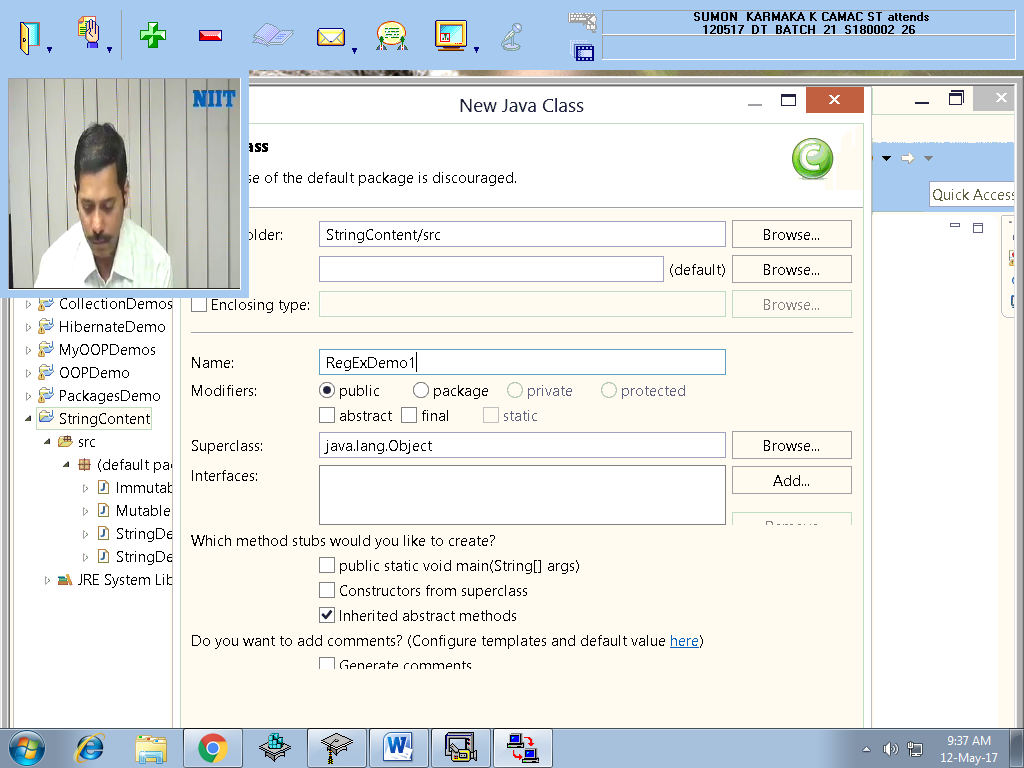 SUMON KARMAKA K CAMAC ST attends
120517 DT BATCH 21 S180002 26
NIIT
New Java Class
ass
se of the default package is discouraged.
Quick Access
older:
StringContent/src
Browse...
(default)
Browse...
Enclosing type:
Browse...
Name:
RegExDemo1
Modifiers:
public
package
private
protected
abstract
final
static
Superclass:
java.lang.Object
Browse...
Interfaces:
Add...
Remove
Which method stubs would you like to create?
public static void main(String[] args)
Constructors from superclass
Inherited abstract methods
Do you want to add comments? (Configure templates and default value here)
Generate comments
CollectionDemos
HibernateDemo
MyOOPDemos
OOPDemo
PackagesDemo
StringContent
src
(default pac
Immutab
Mutable
StringDe
StringDe
JRE System Lib
9:37 AM
12-May-17